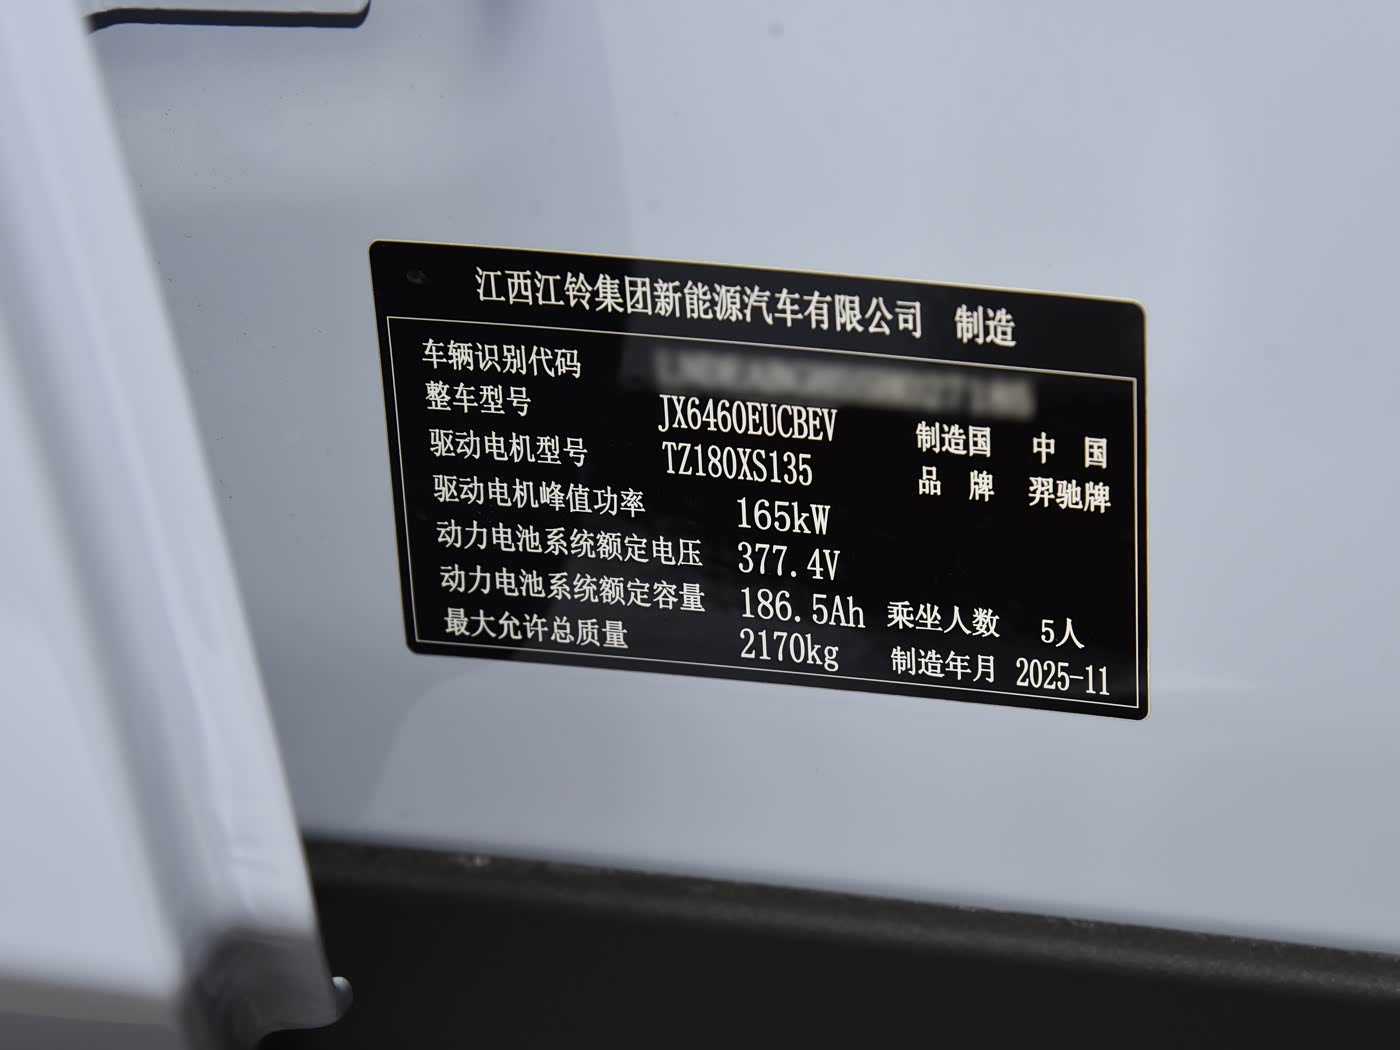 江西江铃集团新能源汽车有限公司 制造
车辆识别代码
整车型号 JX6460EUCBEV 制造国 中 国
驱动电机型号 TZ180XS135 品 牌 羿驰牌
驱动电机峰值功率 165kW
动力电池系统额定电压 377.4V
动力电池系统额定容量 186.5Ah 乘坐人数 5人
最大允许总质量 2170kg 制造年月 2025-11